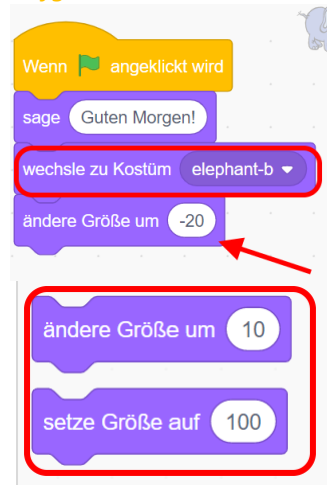 Wenn angeklickt wird
sage Guten Morgen!
wechsle zu Kostüm elephant-b
ändere Größe um -20
ändere Größe um 10
setze Größe auf 100